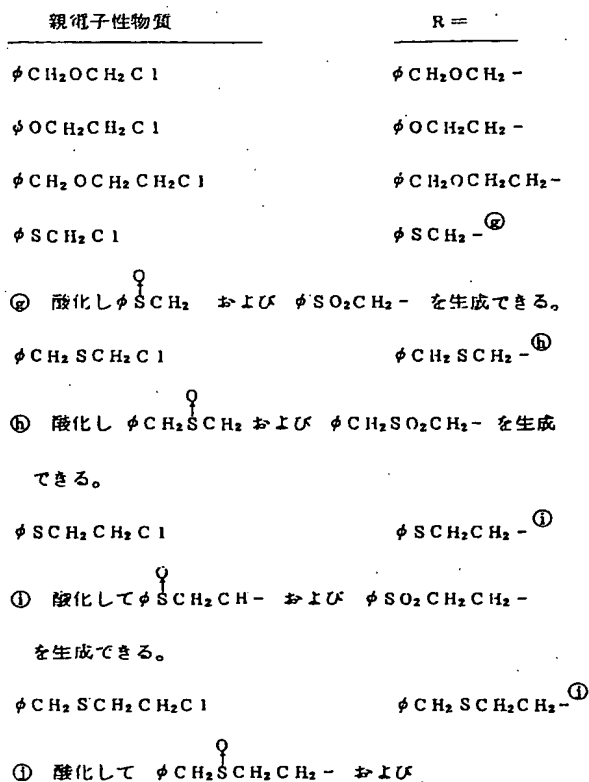 親電子性物質 R =
φCH₂OCH₂Cl φCH₂OCH₂-
φOCH₂CH₂Cl φOCH₂CH₂-
φCH₂OCH₂CH₂Cl φCH₂OCH₂CH₂-
φSCH₂Cl φSCH₂-ⓖ
O
↑
ⓖ 酸化しφSCH₂ および φSO₂CH₂- を生成できる。
φCH₂SCH₂Cl φCH₂SCH₂-ⓗ
O
↑
ⓗ 酸化し φCH₂SCH₂ および φCH₂SO₂CH₂- を生成
できる。
φSCH₂CH₂Cl φSCH₂CH₂-ⓘ
O
↑
ⓘ 酸化してφSCH₂CH- および φSO₂CH₂CH₂-
を生成できる。
φCH₂SCH₂CH₂Cl φCH₂SCH₂CH₂-ⓙ
O
↑
ⓙ 酸化して φCH₂SCH₂CH₂- および